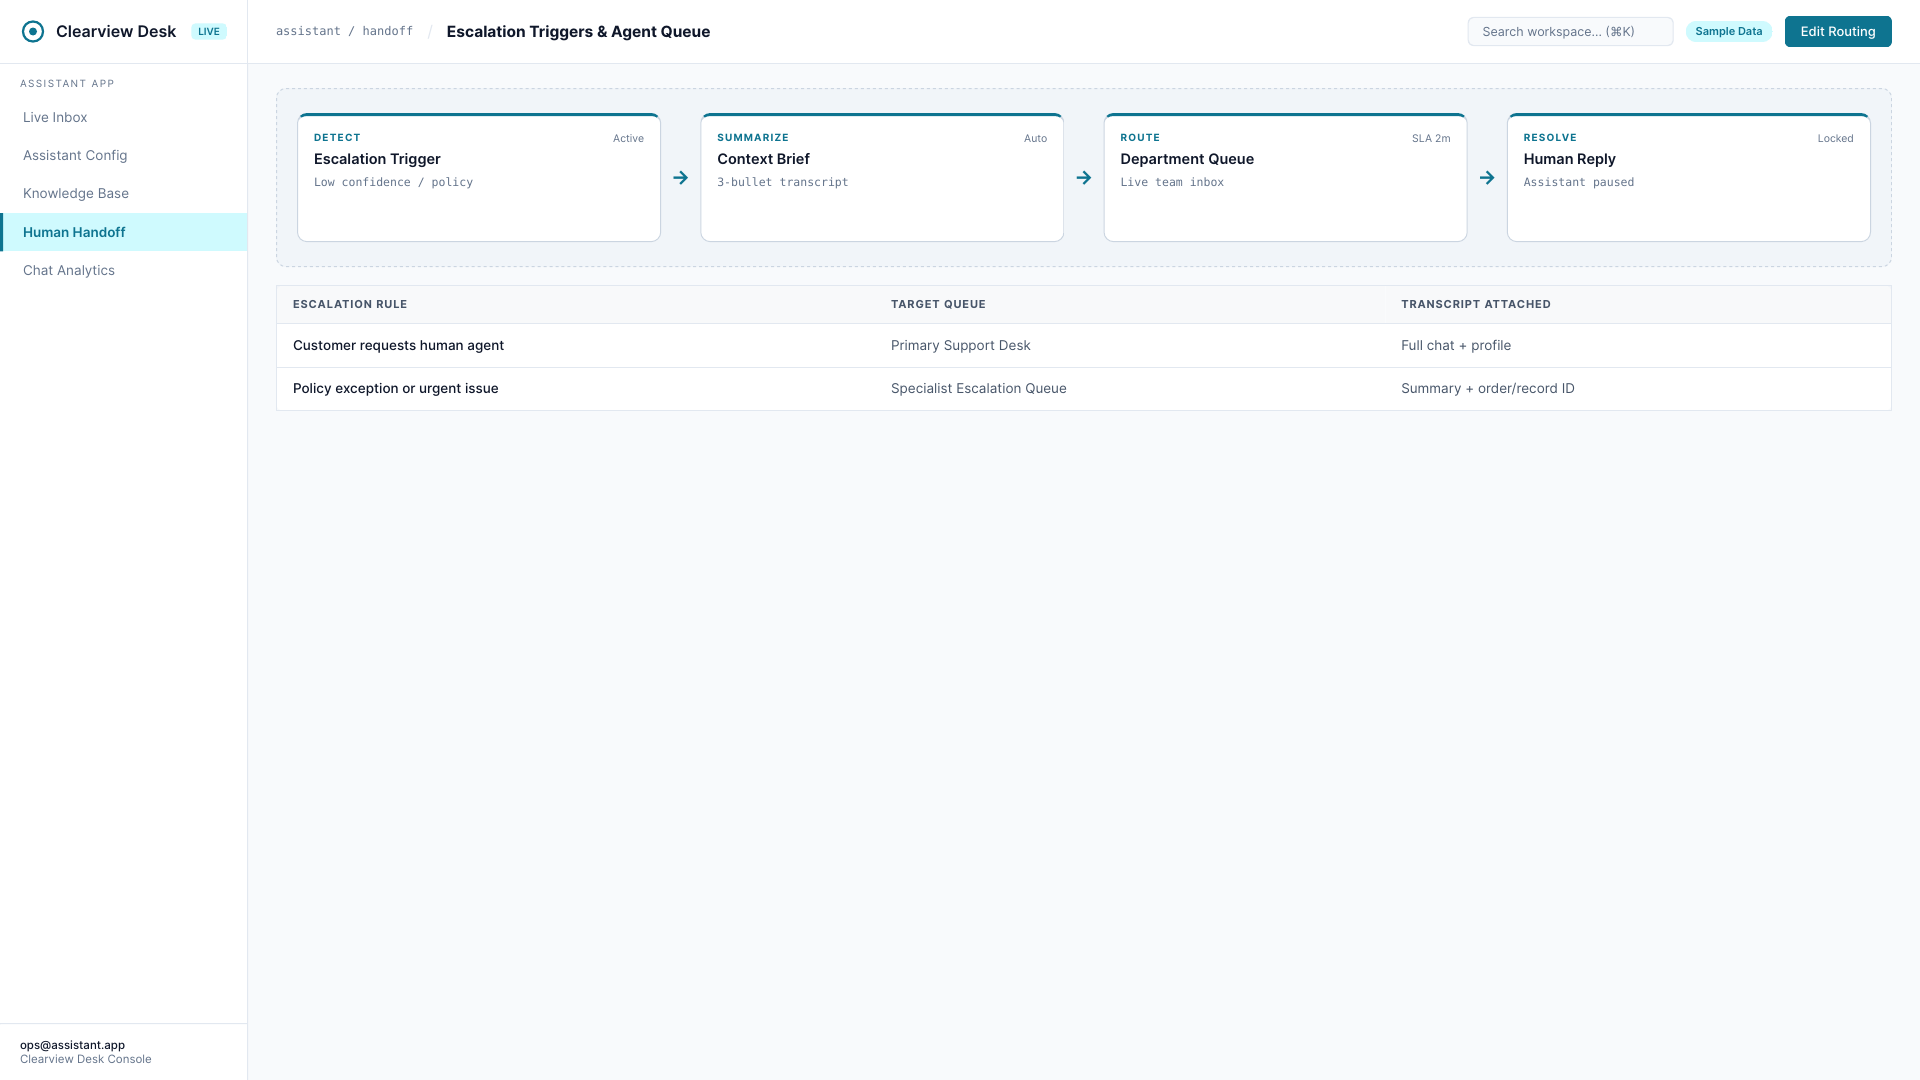 Clearview Desk LIVE
ASSISTANT APP
Live Inbox
Assistant Config
Knowledge Base
Human Handoff
Chat Analytics
ops@assistant.app
Clearview Desk Console
assistant / handoff / Escalation Triggers & Agent Queue
Search workspace... (⌘K)
Sample Data
Edit Routing
DETECT Active
Escalation Trigger
Low confidence / policy
→
SUMMARIZE Auto
Context Brief
3-bullet transcript
→
ROUTE SLA 2m
Department Queue
Live team inbox
→
RESOLVE Locked
Human Reply
Assistant paused
ESCALATION RULE TARGET QUEUE TRANSCRIPT ATTACHED
Customer requests human agent Primary Support Desk Full chat + profile
Policy exception or urgent issue Specialist Escalation Queue Summary + order/record ID